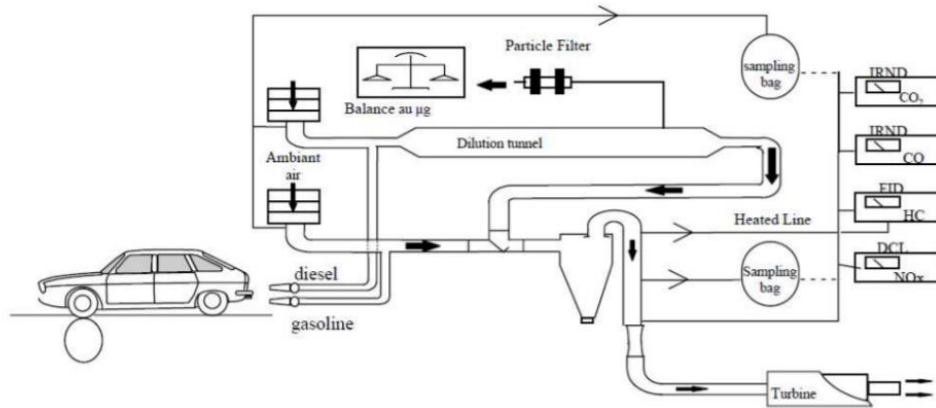 Particle Filter
sampling
bag
IRND
CO₂
Balance au µg
IRND
CO
Dilution tunnel
Ambiant
air
FID
HC
Heated Line
DCL
NOx
Sampling
bag
diesel
gasoline
Turbine